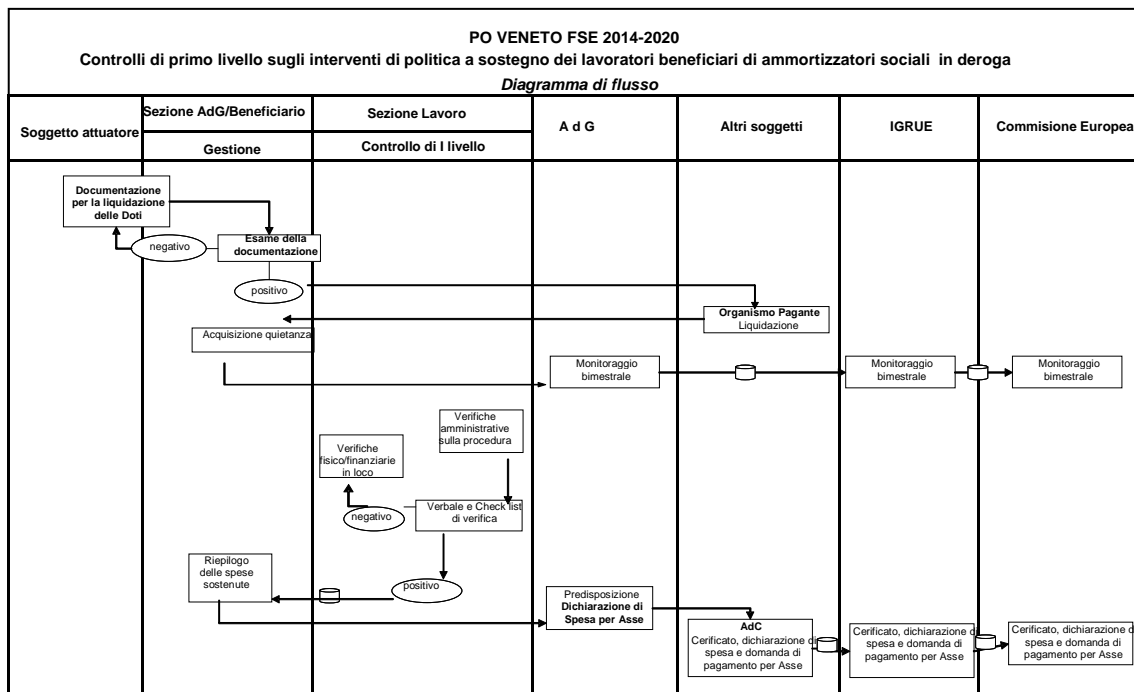 PO VENETO FSE 2014-2020
Controlli di primo livello sugli interventi di politica a sostegno dei lavoratori beneficiari di ammortizzatori sociali in deroga
Diagramma di flusso
Soggetto attuatore
Sezione AdG/Beneficiario
Gestione
Sezione Lavoro
Controllo di I livello
A d G
Altri soggetti
IGRUE
Commisione Europea
Documentazione
per la liquidazione
delle Doti
negativo
Esame della
documentazione
positivo
Organismo Pagante
Liquidazione
Acquisizione quietanza
Monitoraggio
bimestrale
Monitoraggio
bimestrale
Monitoraggio
bimestrale
Verifiche
amministrative
sulla procedura
Verifiche
fisico/finanziarie
in loco
negativo
Verbale e Check list
di verifica
positivo
Riepilogo
delle spese
sostenute
Predisposizione
Dichiarazione di
Spesa per Asse
AdC
Cerificato, dichiarazione di
spesa e domanda di
pagamento per Asse
Cerificato, dichiarazione di
spesa e domanda di
pagamento per Asse
Cerificato, dichiarazione di
spesa e domanda di
pagamento per Asse